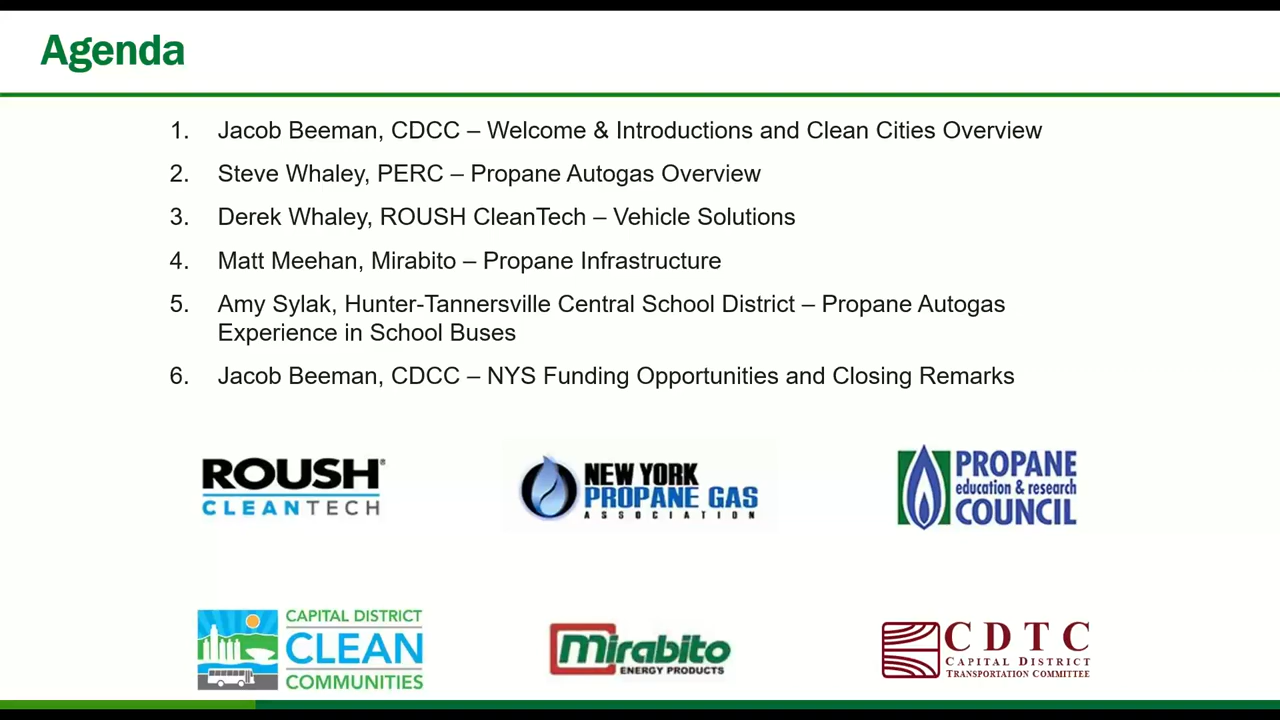 Agenda
1. Jacob Beeman, CDCC – Welcome & Introductions and Clean Cities Overview
2. Steve Whaley, PERC – Propane Autogas Overview
3. Derek Whaley, ROUSH CleanTech – Vehicle Solutions
4. Matt Meehan, Mirabito – Propane Infrastructure
5. Amy Sylak, Hunter-Tannersville Central School District – Propane Autogas
Experience in School Buses
6. Jacob Beeman, CDCC – NYS Funding Opportunities and Closing Remarks
ROUSH®
CLEANTECH
NEW YORK
PROPANE GAS
ASSOCIATION
PROPANE
education & research
COUNCIL
CAPITAL DISTRICT
CLEAN
COMMUNITIES
Mirabito
ENERGY PRODUCTS
CDTC
CAPITAL DISTRICT
TRANSPORTATION COMMITTEE